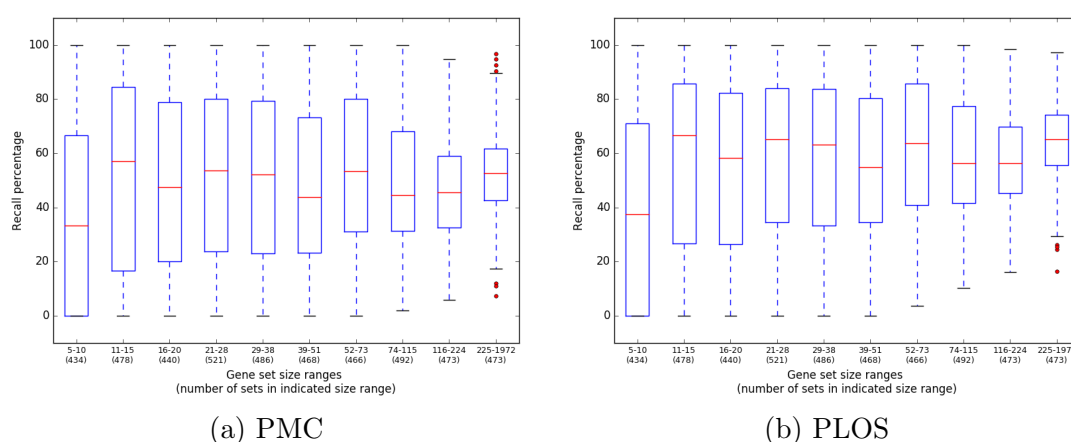 100
80
60
40
20
0
Recall percentage
5-10 11-15 16-20 21-28 29-38 39-51 52-73 74-115 116-224 225-1972
(434) (478) (440) (521) (486) (468) (466) (492) (473) (473)
Gene set size ranges
(number of sets in indicated size range)
(a) PMC
100
80
60
40
20
0
Recall percentage
5-10 11-15 16-20 21-28 29-38 39-51 52-73 74-115 116-224 225-197
(434) (478) (440) (521) (486) (468) (466) (492) (473) (473)
Gene set size ranges
(number of sets in indicated size range)
(b) PLOS